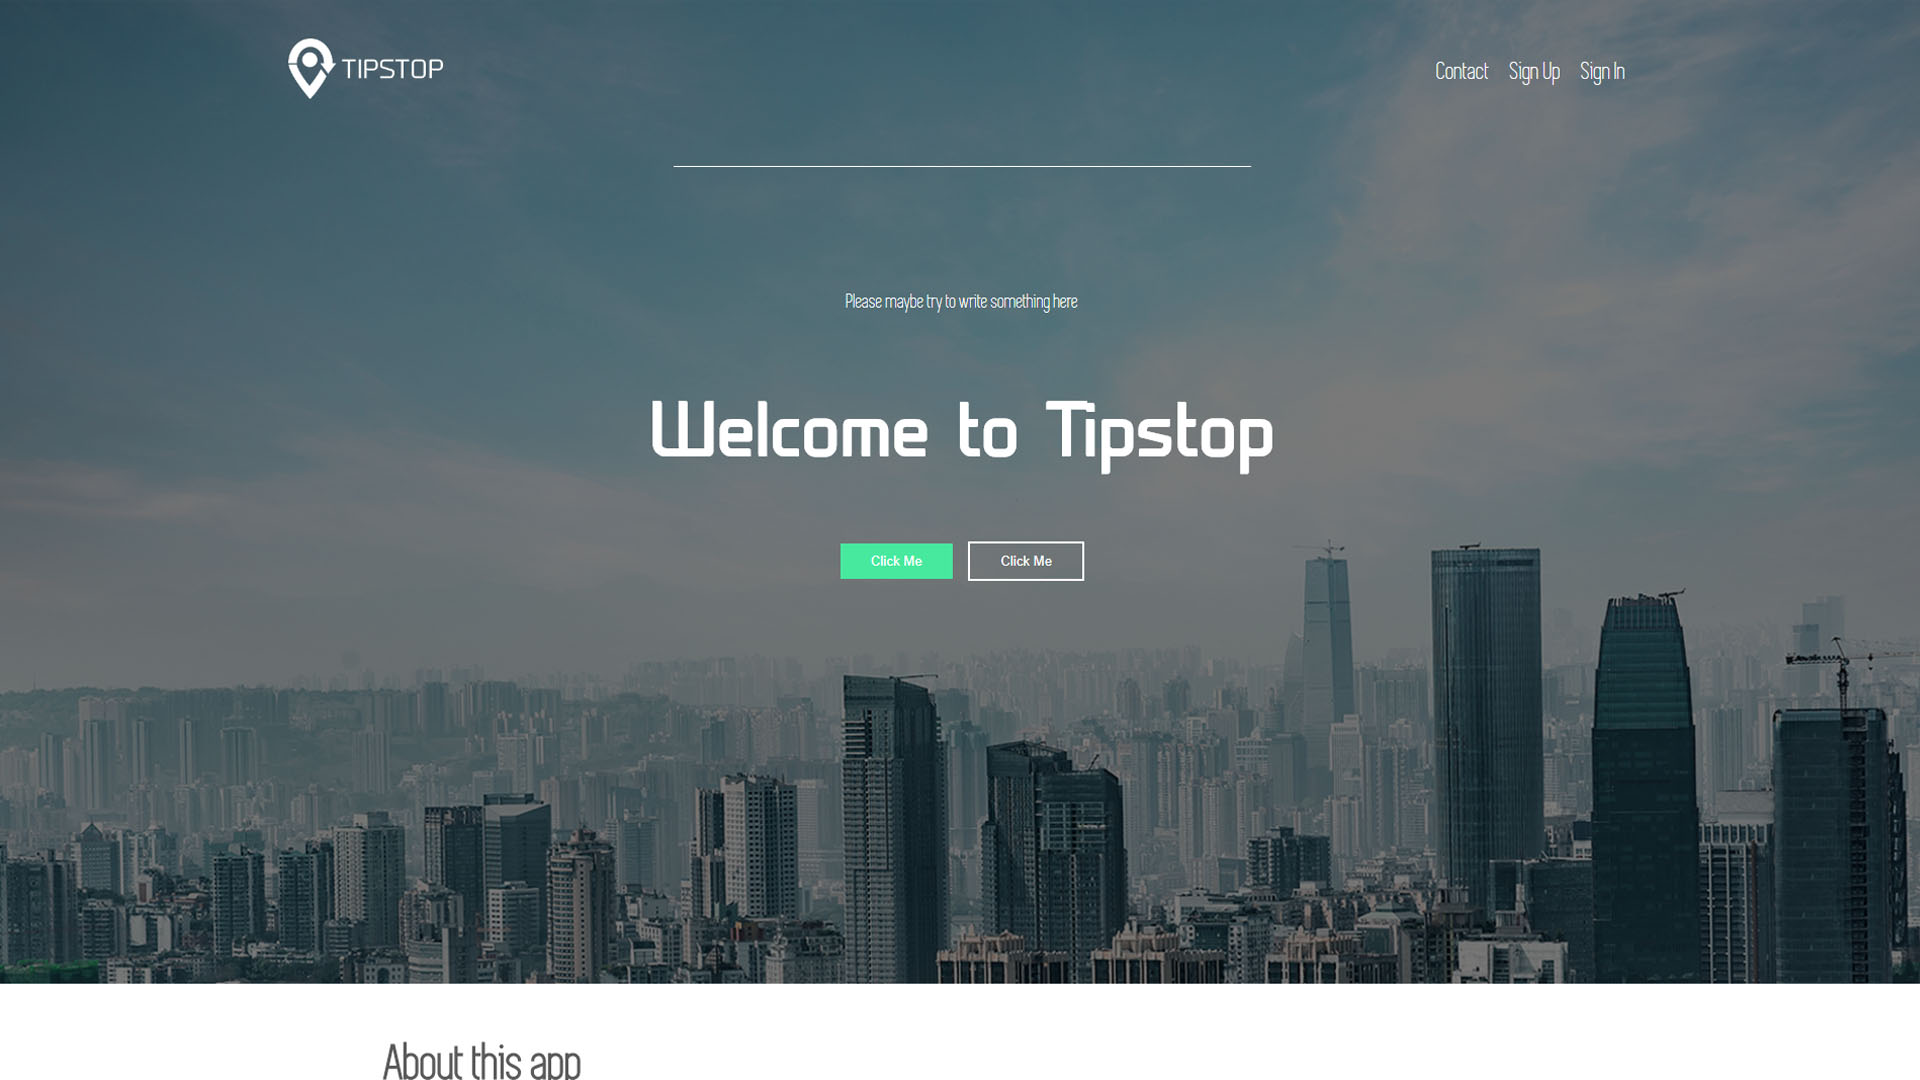 TIPSTOP
Contact Sign Up Sign In
Please maybe try to write something here
Welcome to Tipstop
Click Me Click Me
About this app